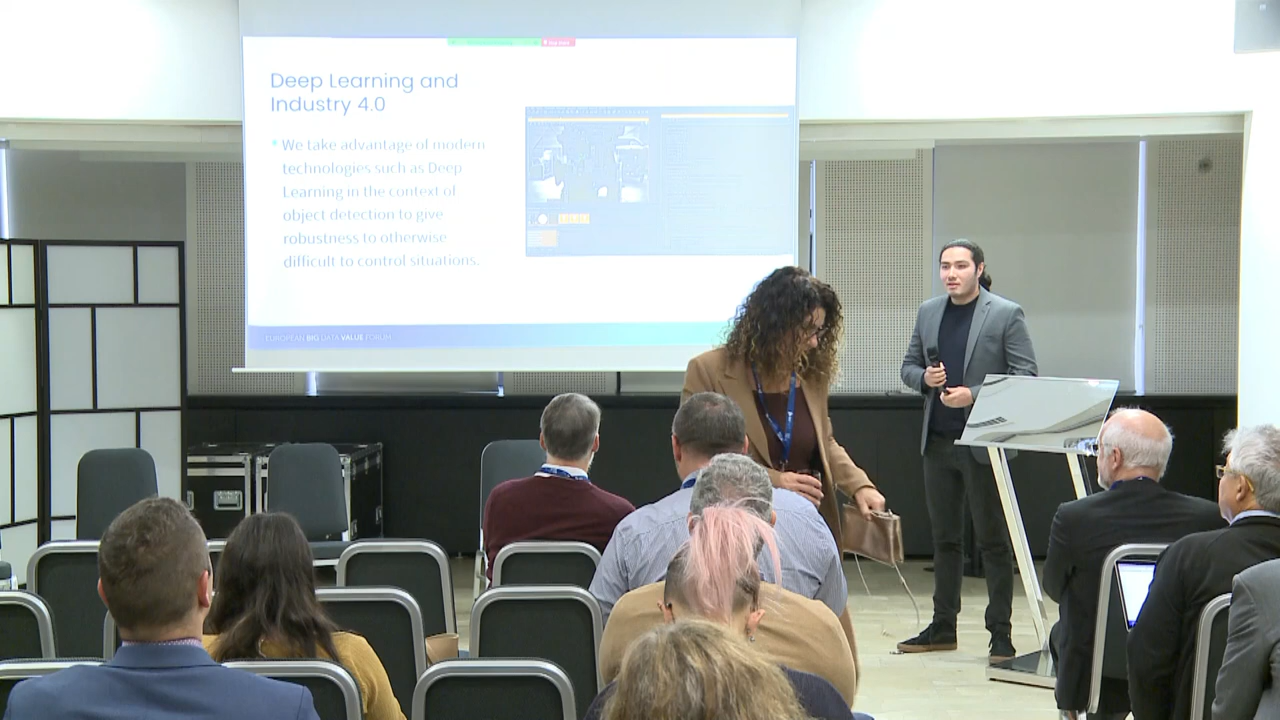 Deep Learning and
Industry 4.0
We take advantage of modern
technologies such as Deep
Learning in the context of
object detection to give
robustness to otherwise
difficult to control situations.
EUROPEAN BIG DATA VALUE FORUM